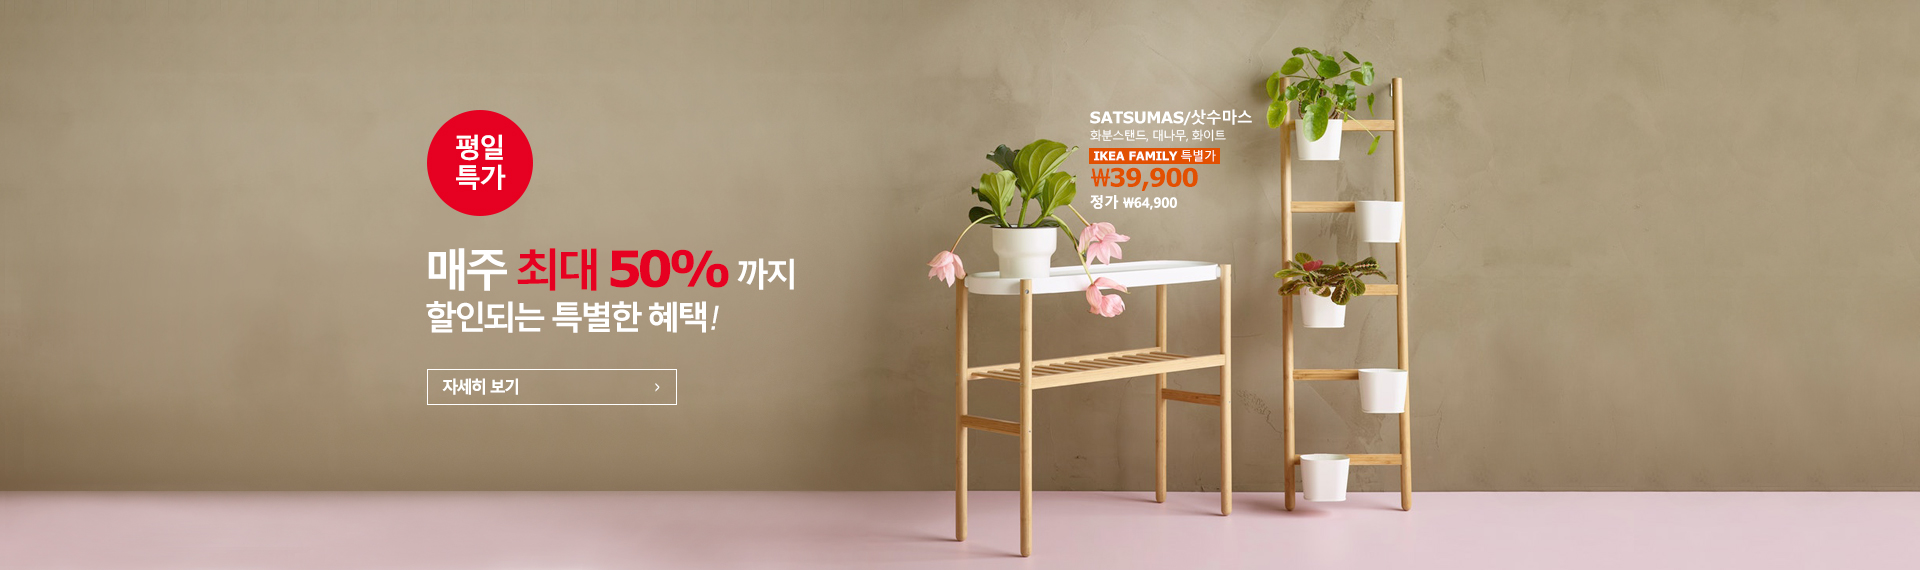 평일
특가
매주 최대 50% 까지
할인되는 특별한 혜택!
자세히 보기 >
SATSUMAS/삿수마스
화분스탠드, 대나무, 화이트
IKEA FAMILY 특별가
₩39,900
정가 ₩64,900